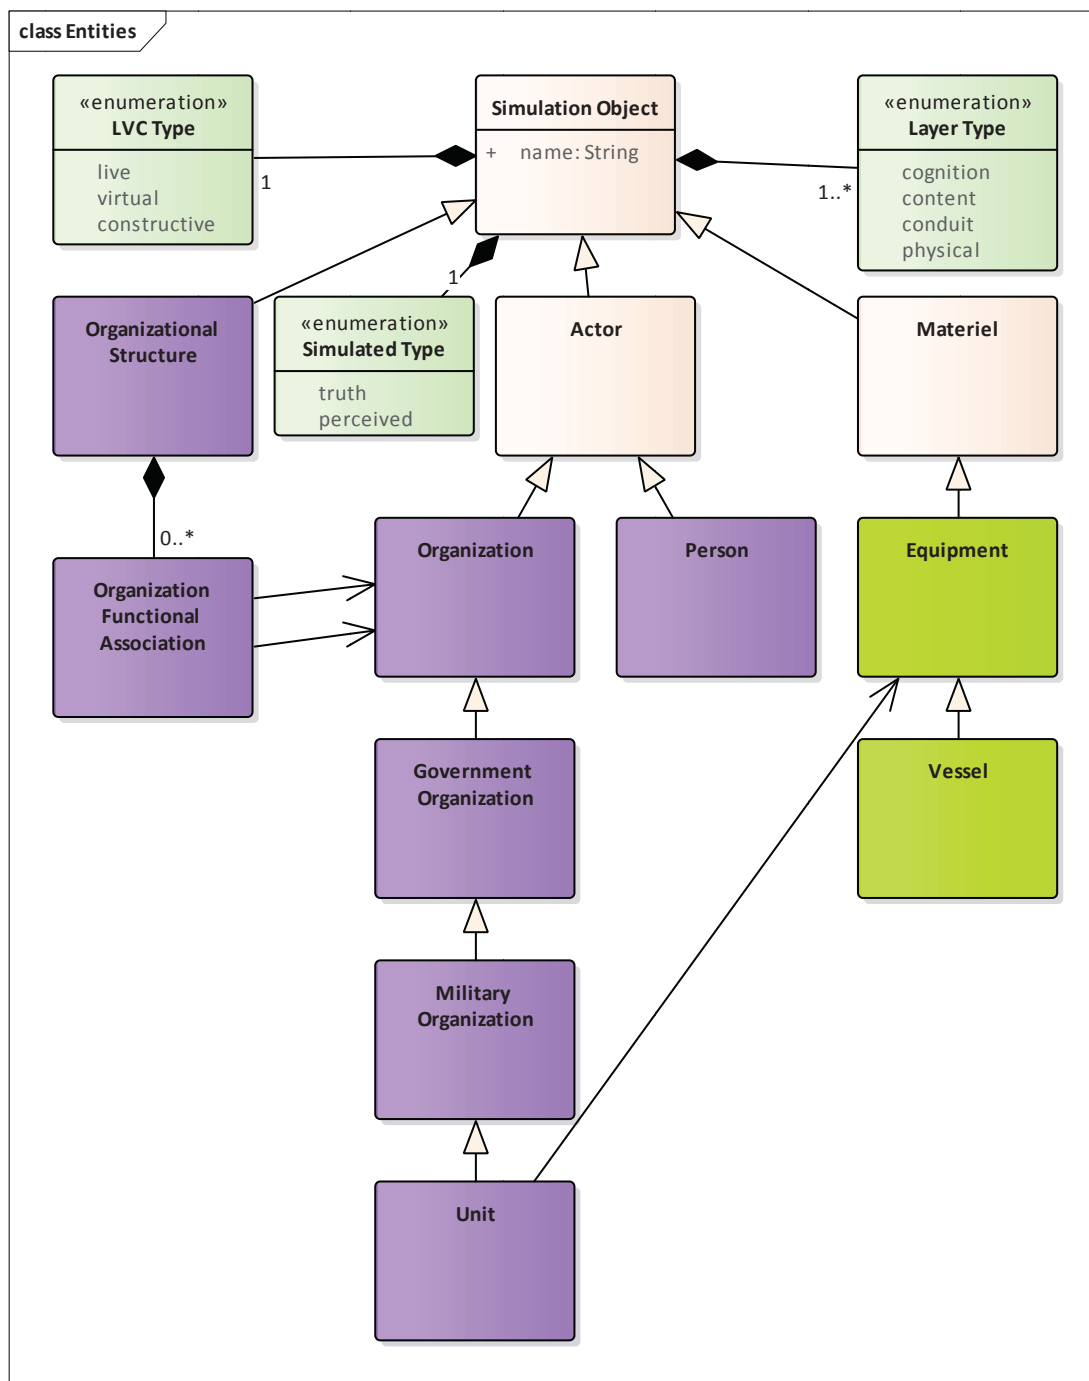 class Entities
«enumeration»
LVC Type
live
virtual
constructive
1
Simulation Object
+ name: String
«enumeration»
Layer Type
cognition
content
conduit
physical
1..*
Organizational
Structure
1
«enumeration»
Simulated Type
truth
perceived
Actor
Materiel
0..*
Organization
Functional
Association
Organization
Person
Equipment
Government
Organization
Vessel
Military
Organization
Unit